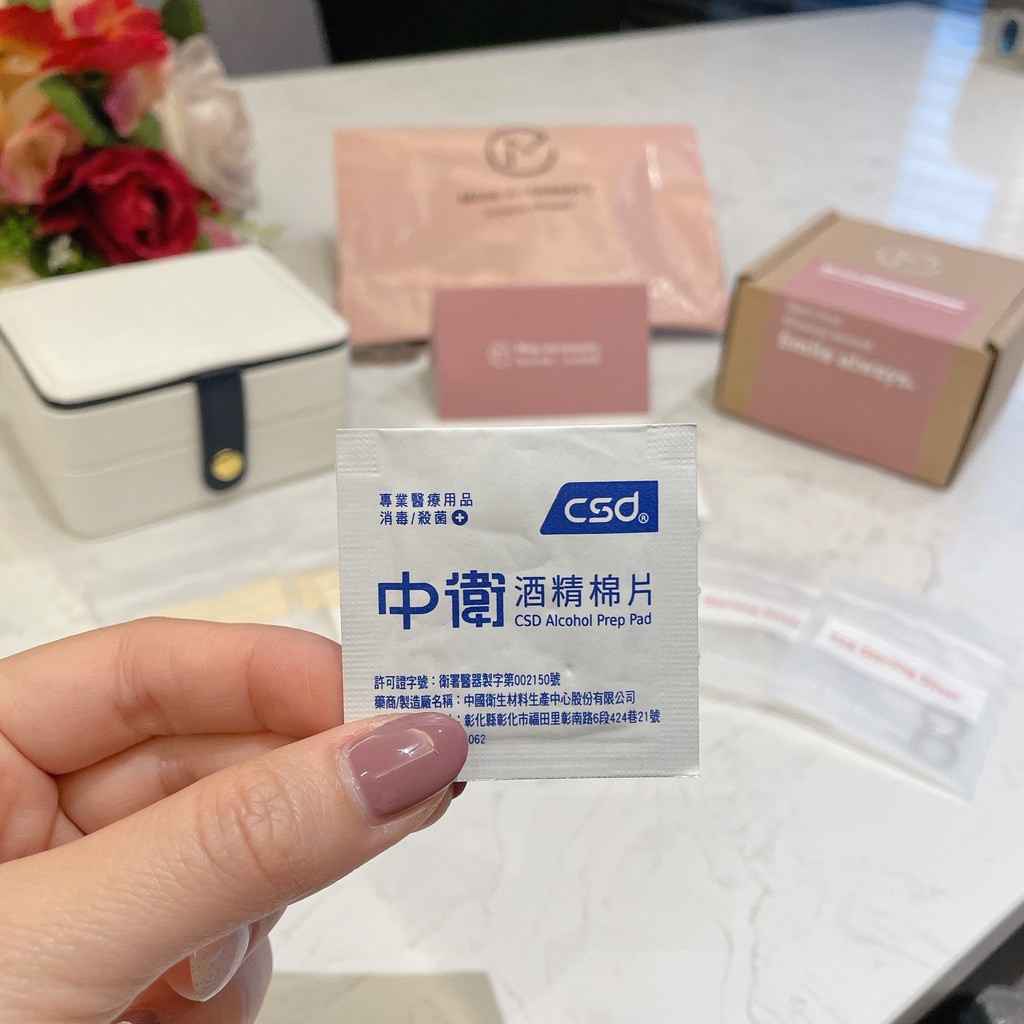 Smile always.
專業醫療用品
消毒/殺菌
csd®
中衛 酒精棉片
CSD Alcohol Prep Pad
許可證字號：衛署醫器製字第002150號
藥商/製造廠名稱：中國衛生材料生產中心股份有限公司
：彰化縣彰化市福田里彰南路6段424巷21號
062